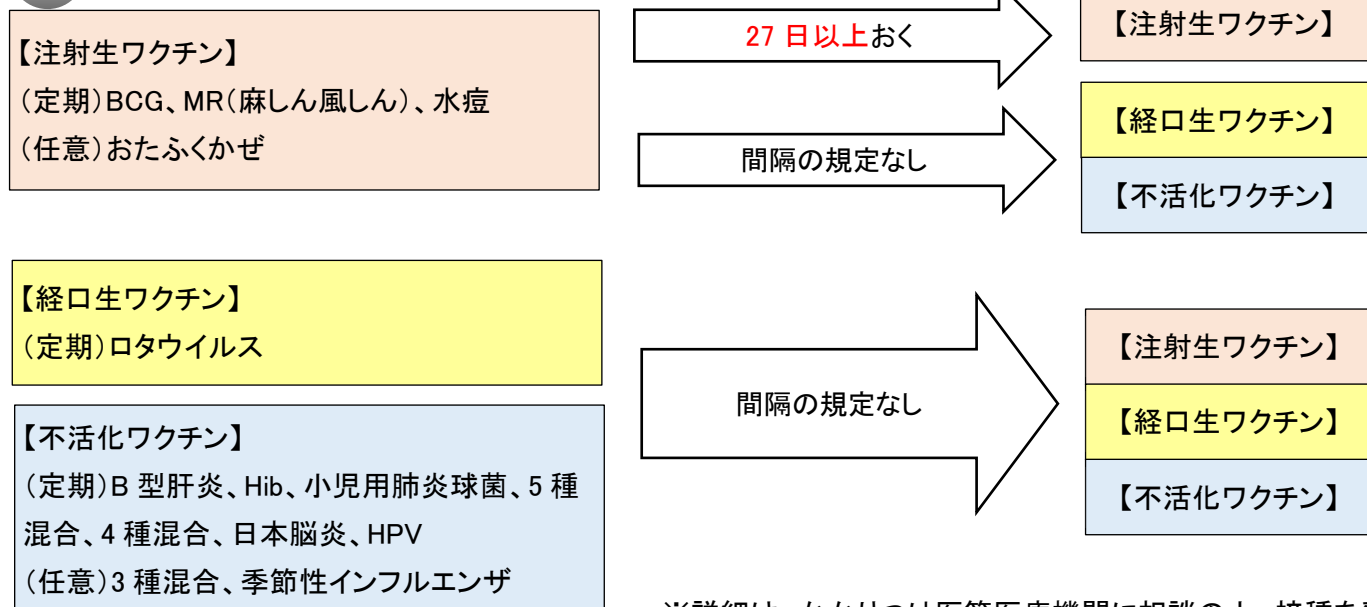 【注射生ワクチン】
(定期)BCG、MR(麻しん風しん)、水痘
(任意)おたふくかぜ
27 日以上おく
【注射生ワクチン】
間隔の規定なし
【経口生ワクチン】
【不活化ワクチン】
【経口生ワクチン】
(定期)ロタウイルス
【不活化ワクチン】
(定期)B 型肝炎、Hib、小児用肺炎球菌、5 種
混合、4 種混合、日本脳炎、HPV
(任意)3 種混合、季節性インフルエンザ
間隔の規定なし
【注射生ワクチン】
【経口生ワクチン】
【不活化ワクチン】